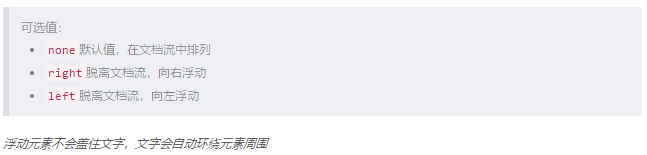 可选值：
• none 默认值，在文档流中排列
• right 脱离文档流，向右浮动
• left 脱离文档流，向左浮动
浮动元素不会盖住文字，文字会自动环绕元素周围